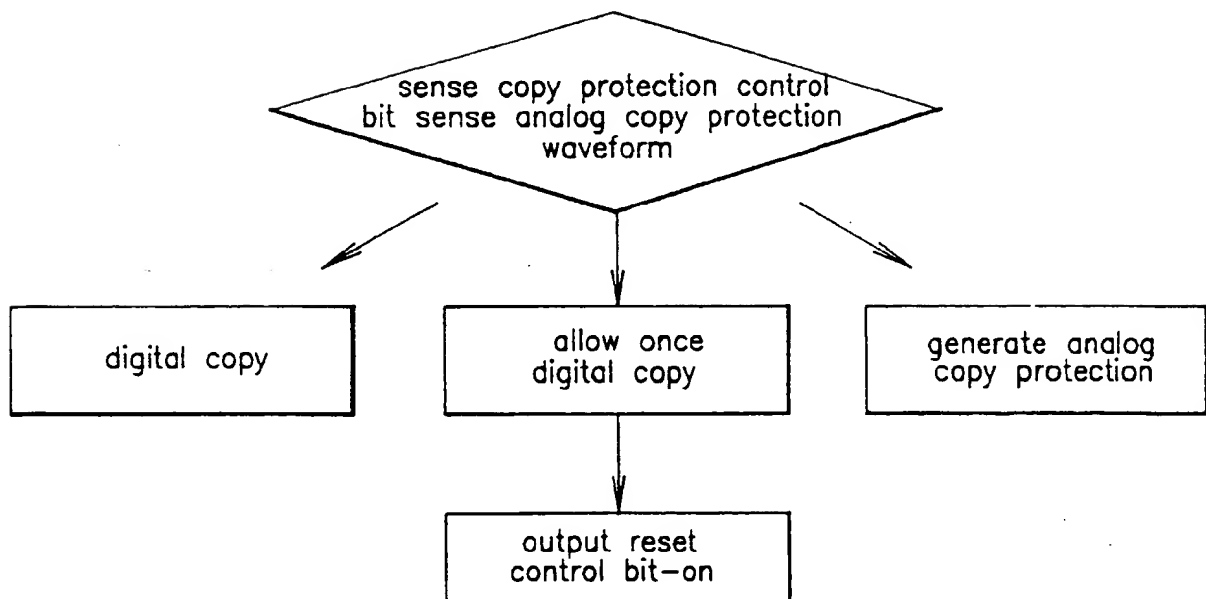 sense copy protection control
bit sense analog copy protection
waveform
digital copy
allow once
digital copy
generate analog
copy protection
output reset
control bit-on